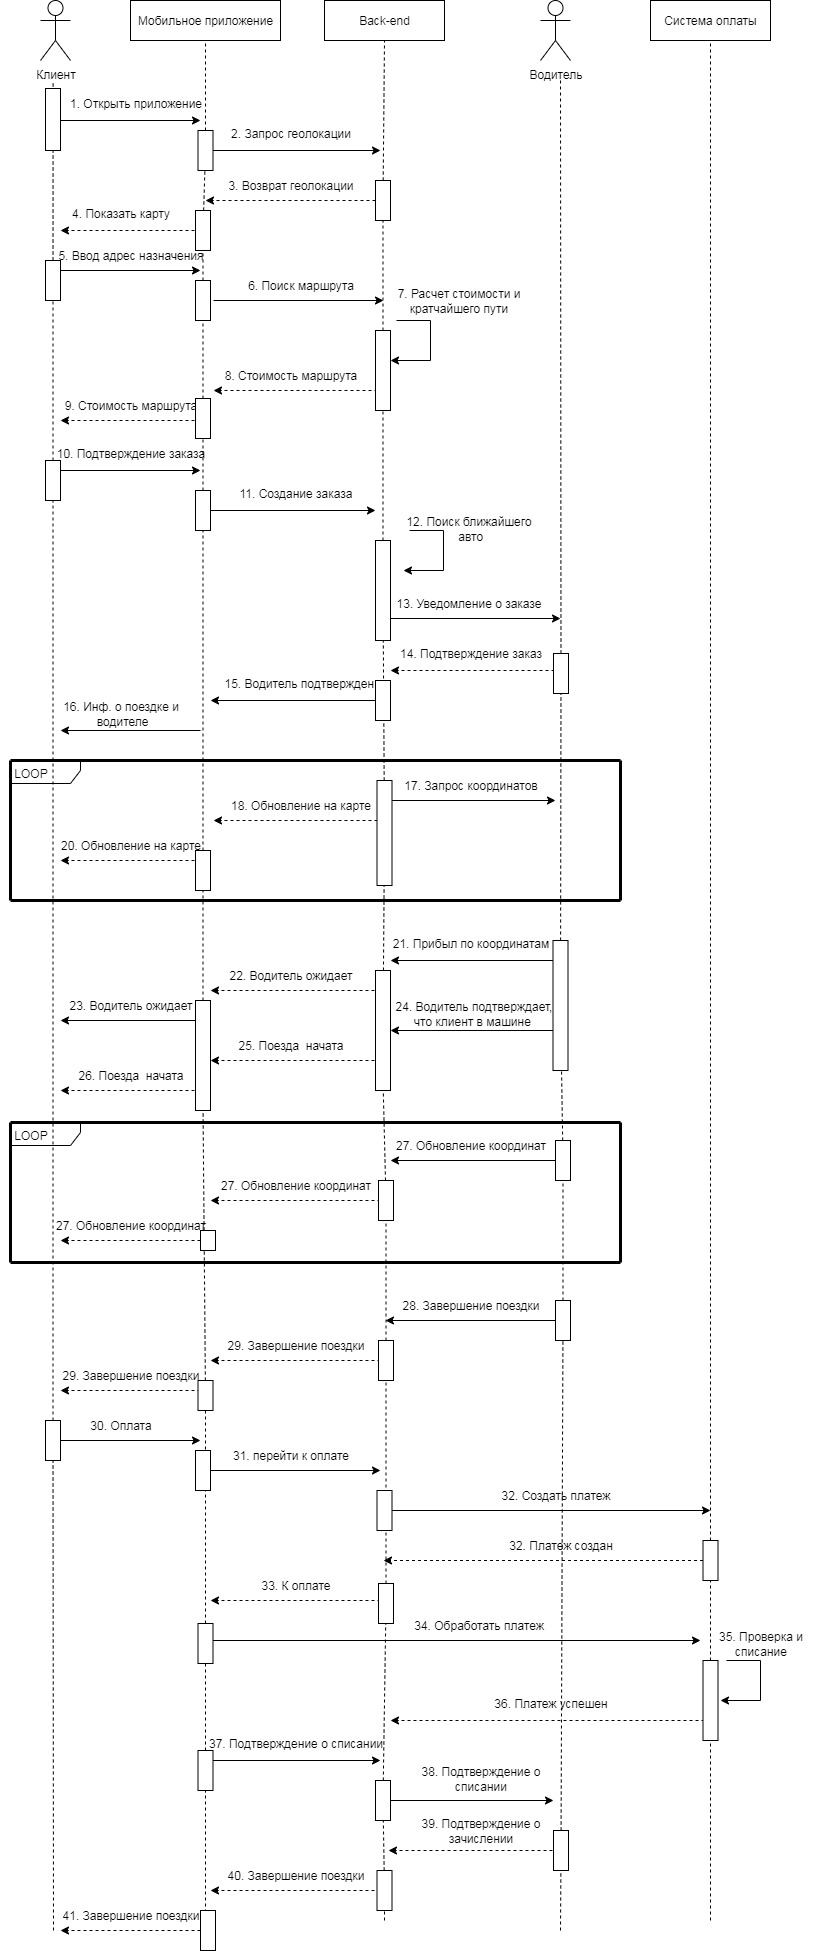 Мобильное приложение
Back-end
Система оплаты
Клиент
Водитель
1. Открыть приложение
2. Запрос геолокации
3. Возврат геолокации
4. Показать карту
5. Ввод адрес назначения
6. Поиск маршрута
7. Расчет стоимости и
кратчайшего пути
8. Стоимость маршрута
9. Стоимость маршрута
10. Подтверждение заказа
11. Создание заказа
12. Поиск ближайшего
авто
13. Уведомление о заказе
14. Подтверждение заказ
15. Водитель подтвержден
16. Инф. о поездке и
водителе
LOOP
17. Запрос координатов
18. Обновление на карте
20. Обновление на карте
21. Прибыл по координатам
22. Водитель ожидает
23. Водитель ожидает
24. Водитель подтверждает,
что клиент в машине
25. Поезда начата
26. Поезда начата
LOOP
27. Обновление координат
27. Обновление координат
27. Обновление координат
28. Завершение поездки
29. Завершение поездки
29. Завершение поездки
30. Оплата
31. перейти к оплате
32. Создать платеж
32. Платеж создан
33. К оплате
34. Обработать платеж
35. Проверка и
списание
36. Платеж успешен
37. Подтверждение о списании
38. Подтверждение о
списании
39. Подтверждение о
зачислении
40. Завершение поездки
41. Завершение поездки